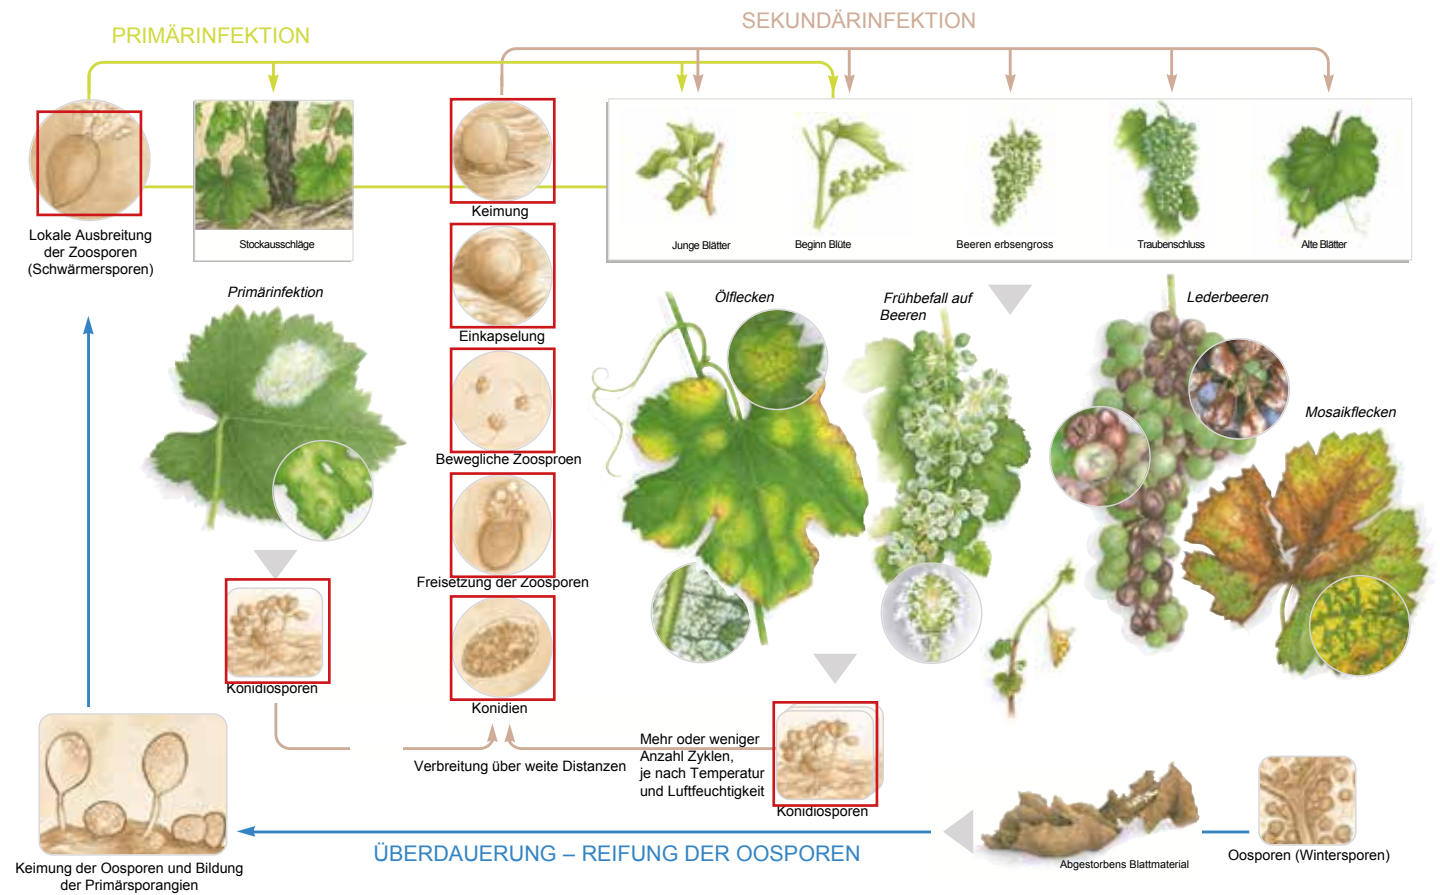 SEKUNDÄRINFEKTION
PRIMÄRINFEKTION
Lokale Ausbreitung
der Zoosporen
(Schwärmersporen)
Stockausschläge
Keimung
Junge Blätter
Beginn Blüte
Beeren erbsengross
Traubenschluss
Alte Blätter
Primärinfektion
Einkapselung
Ölflecken
Frühbefall auf
Beeren
Lederbeeren
Mosaikflecken
Bewegliche Zoosproen
Freisetzung der Zoosporen
Konidiosporen
Konidien
Verbreitung über weite Distanzen
Mehr oder weniger
Anzahl Zyklen,
je nach Temperatur
und Luftfeuchtigkeit
Konidiosporen
Keimung der Oosporen und Bildung
der Primärsporangien
ÜBERDAUERUNG – REIFUNG DER OOSPOREN
Abgestorbens Blattmaterial
Oosporen (Wintersporen)